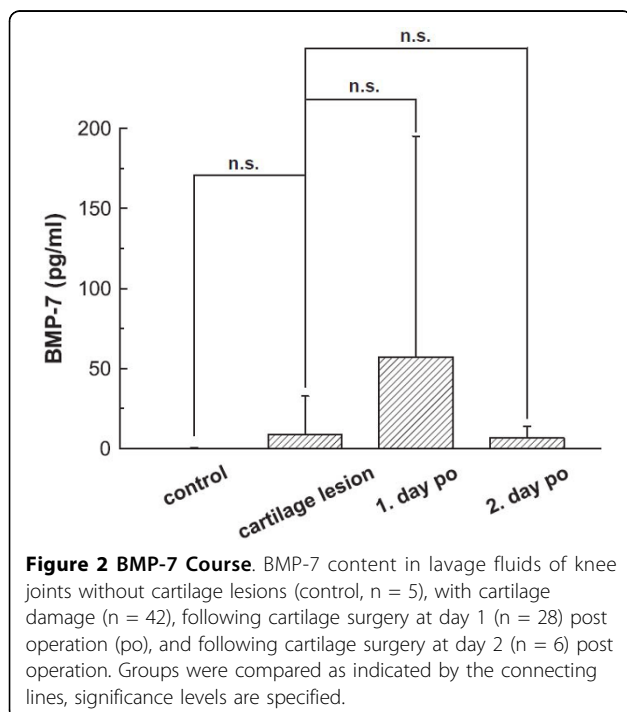 n.s.
n.s.
n.s.
200
150
100
50
0
BMP-7 (pg/ml)
control
cartilage lesion
1. day po
2. day po
Figure 2 BMP-7 Course. BMP-7 content in lavage fluids of knee
joints without cartilage lesions (control, n = 5), with cartilage
damage (n = 42), following cartilage surgery at day 1 (n = 28) post
operation (po), and following cartilage surgery at day 2 (n = 6) post
operation. Groups were compared as indicated by the connecting
lines, significance levels are specified.